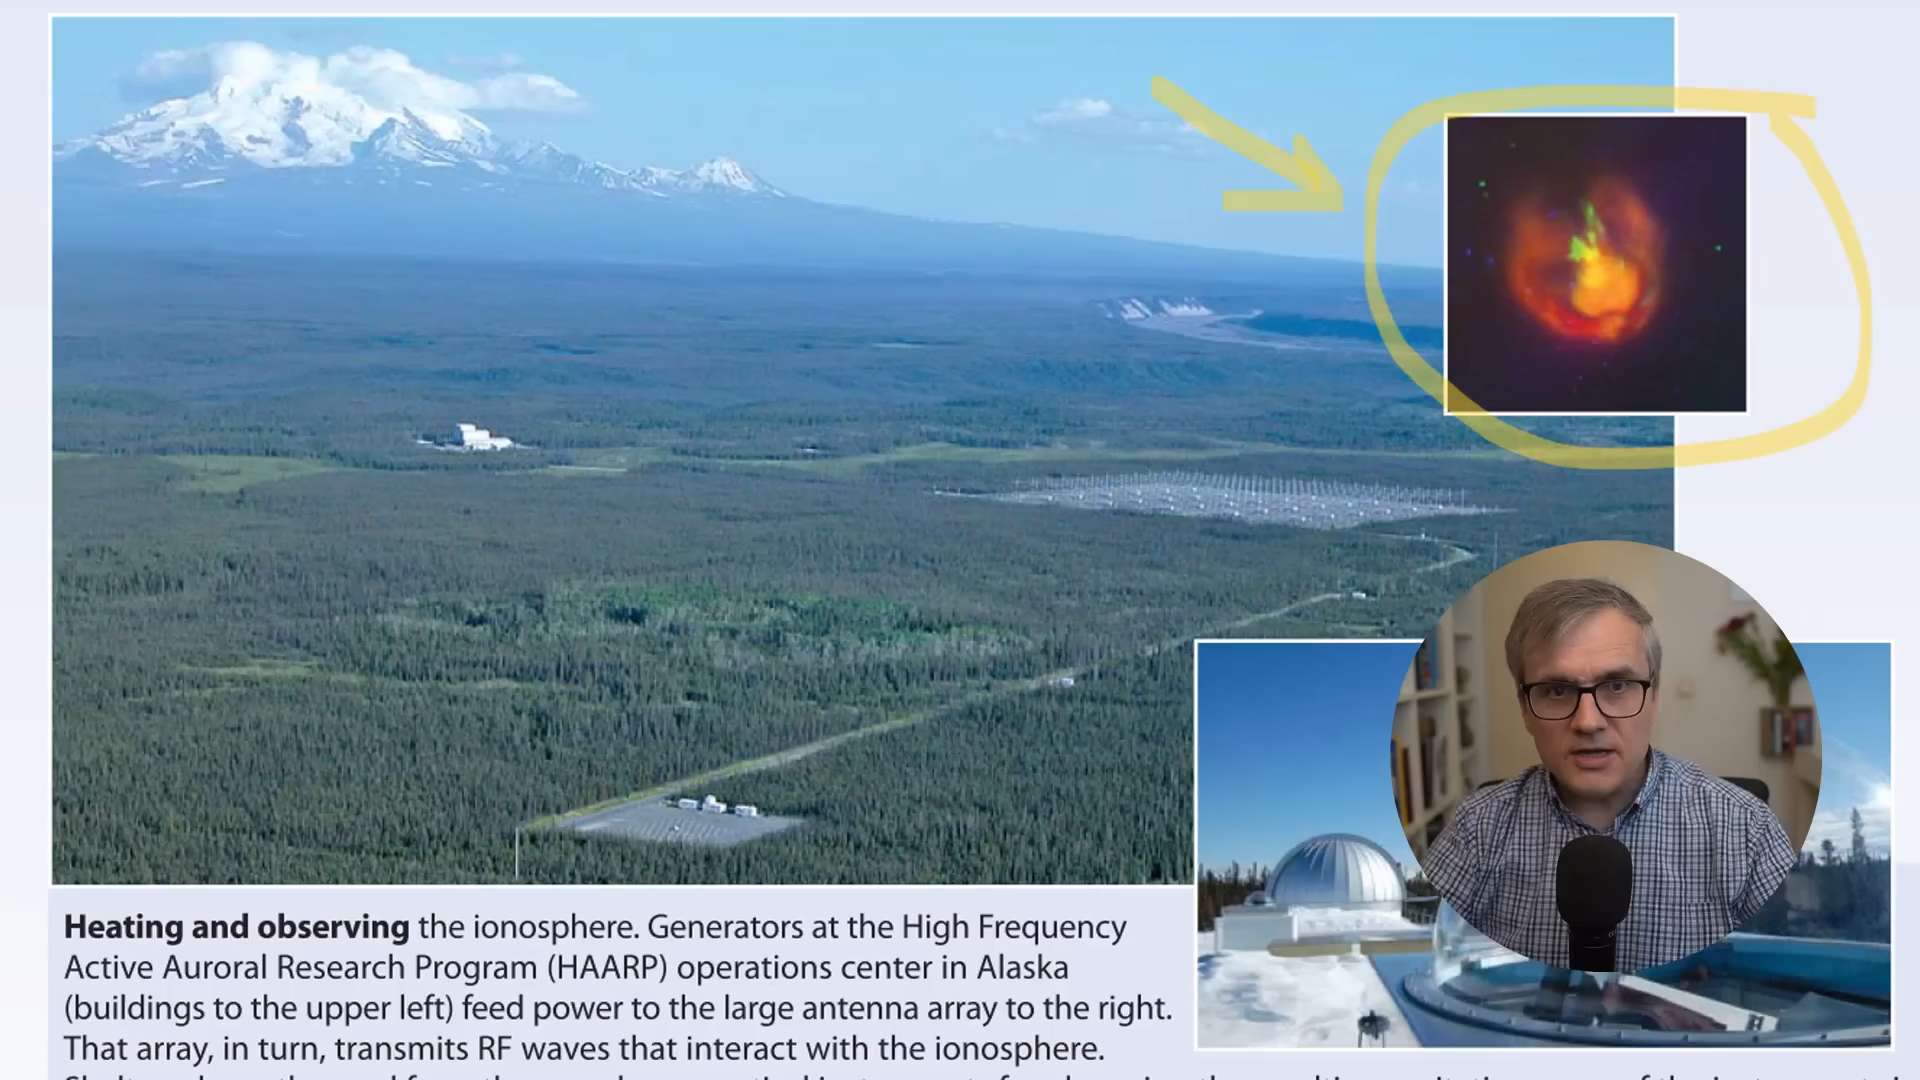 Heating and observing the ionosphere. Generators at the High Frequency
Active Auroral Research Program (HAARP) operations center in Alaska
(buildings to the upper left) feed power to the large antenna array to the right.
That array, in turn, transmits RF waves that interact with the ionosphere.